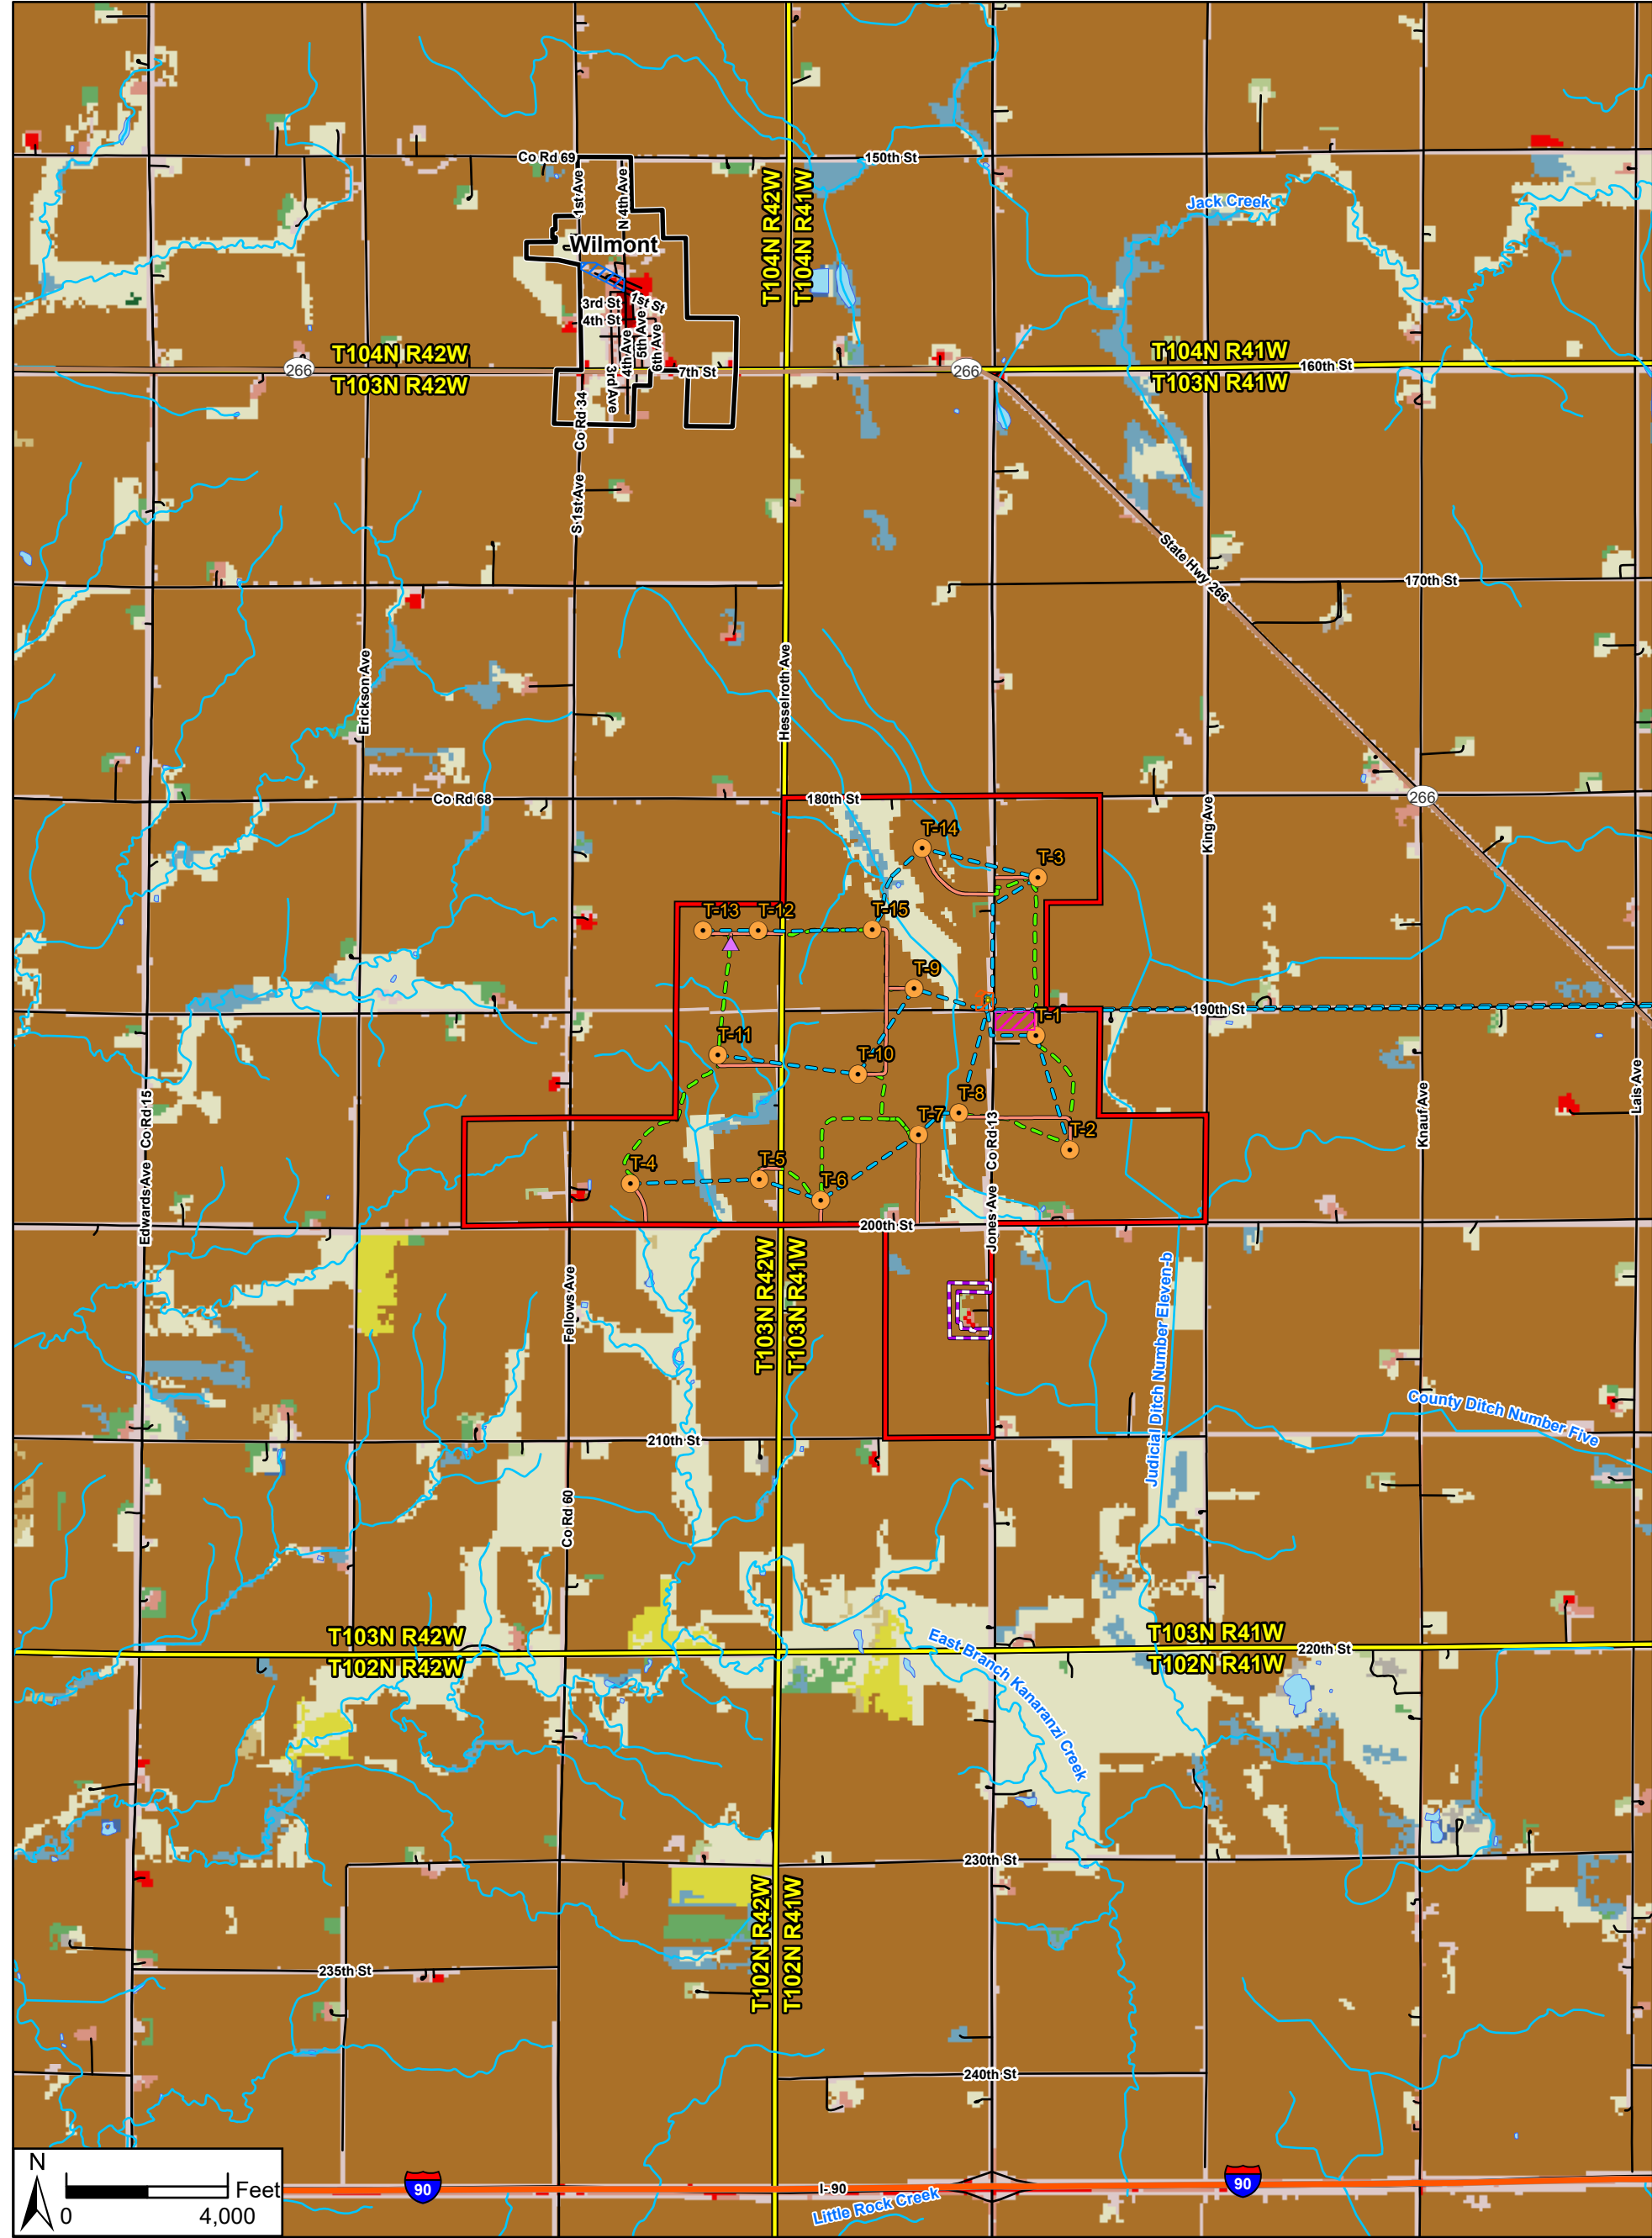 Co Rd 69
150th St
1st Ave
N 4th Ave
T104N R42W
T104N R41W
Jack Creek
Wilmont
3rd St
1st St
4th St
5th Ave
6th Ave
4th Ave
3rd Ave
7th St
T104N R42W
T103N R42W
266
266
T104N R41W
T103N R41W
160th St
Co Rd 34
S 1st Ave
State Hwy 266
170th St
Erickson Ave
Hesselroth Ave
Co Rd 68
180th St
King Ave
266
T-14
T-3
T-13
T-12
T-15
T-9
190th St
T-1
T-11
T-10
T-8
T-7
T-2
T-4
T-5
T-6
Edwards Ave
Co Rd 15
Jones Ave
Co Rd 13
Knauf Ave
Lais Ave
200th St
T103N R42W
T103N R41W
Fellows Ave
Judicial Ditch Number Eleven-b
County Ditch Number Five
210th St
Co Rd 60
T103N R42W
T102N R42W
East Branch Kanaranzi Creek
T103N R41W
T102N R41W
220th St
230th St
T102N R42W
T102N R41W
235th St
240th St
N
Feet
0
4,000
90
I-90
90
Little Rock Creek